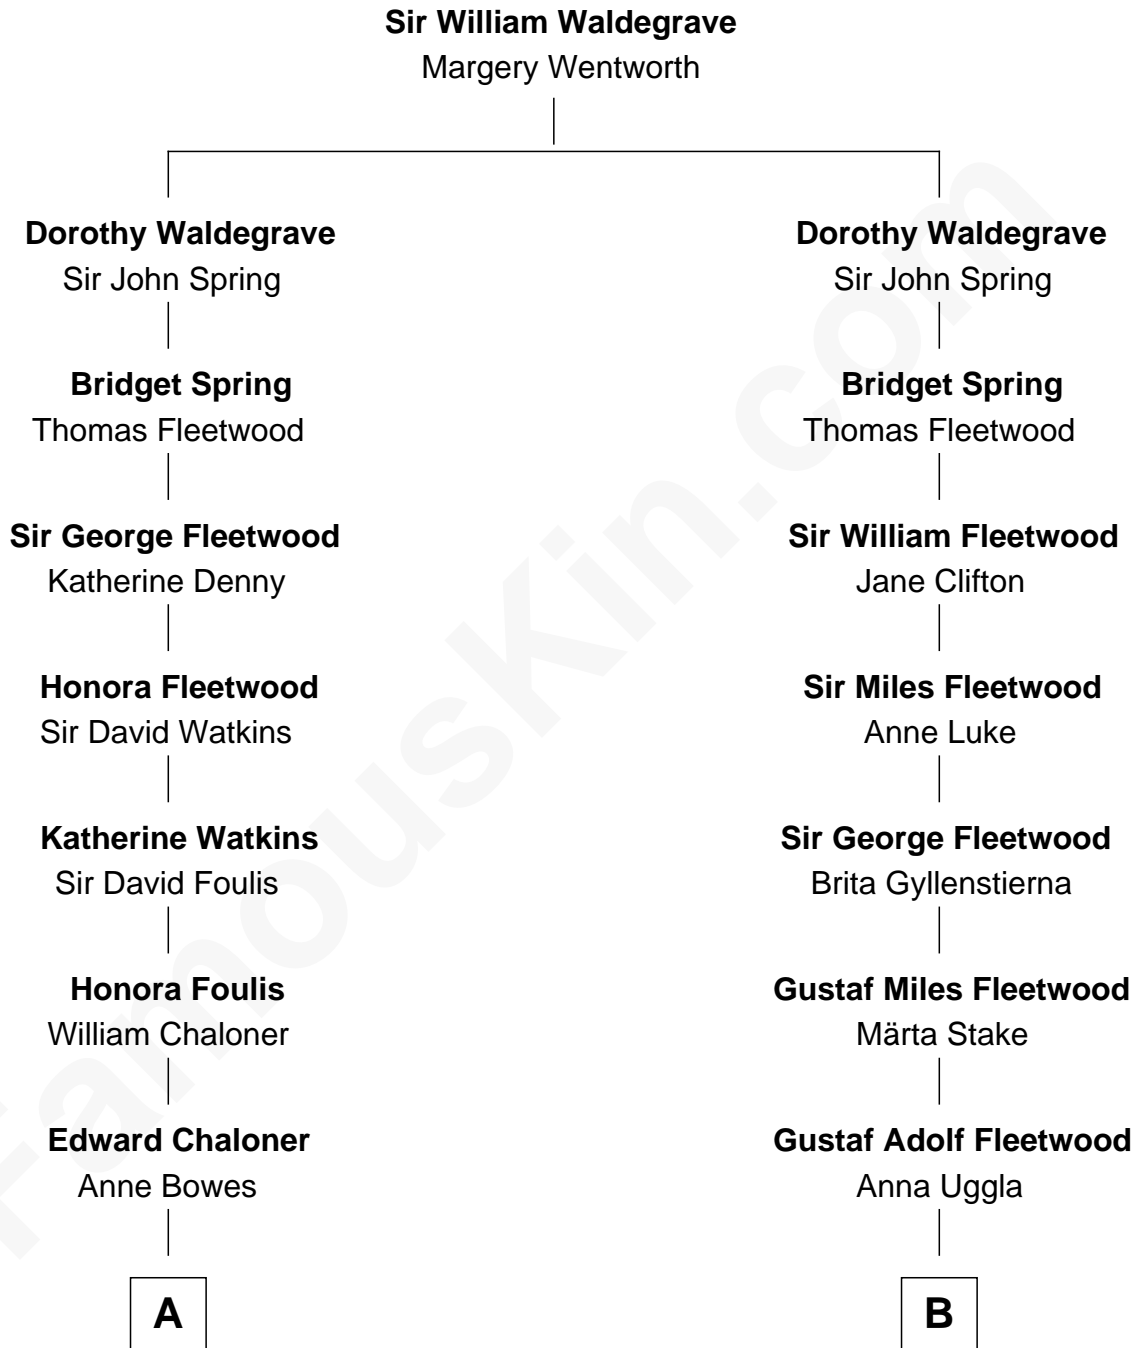 Sir William Waldegrave
Margery Wentworth
Dorothy Waldegrave
Sir John Spring
Dorothy Waldegrave
Sir John Spring
Bridget Spring
Thomas Fleetwood
Bridget Spring
Thomas Fleetwood
Sir George Fleetwood
Katherine Denny
Sir William Fleetwood
Jane Clifton
Honora Fleetwood
Sir David Watkins
Sir Miles Fleetwood
Anne Luke
Katherine Watkins
Sir David Foulis
Sir George Fleetwood
Brita Gyllenstierna
Honora Foulis
William Chaloner
Gustaf Miles Fleetwood
Märta Stake
Edward Chaloner
Anne Bowes
Gustaf Adolf Fleetwood
Anna Uggla
A
B
FamousKin.com